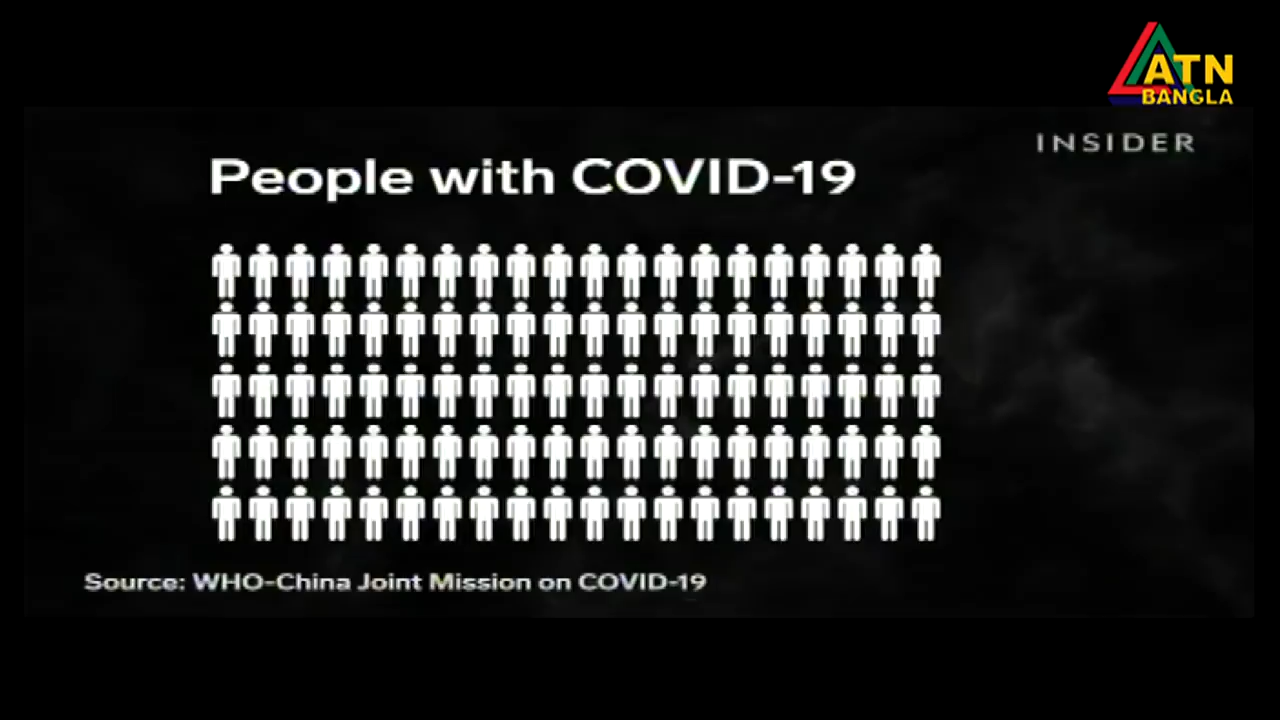 ATN
BANGLA
INSIDER
People with COVID-19
Source: WHO-China Joint Mission on COVID-19